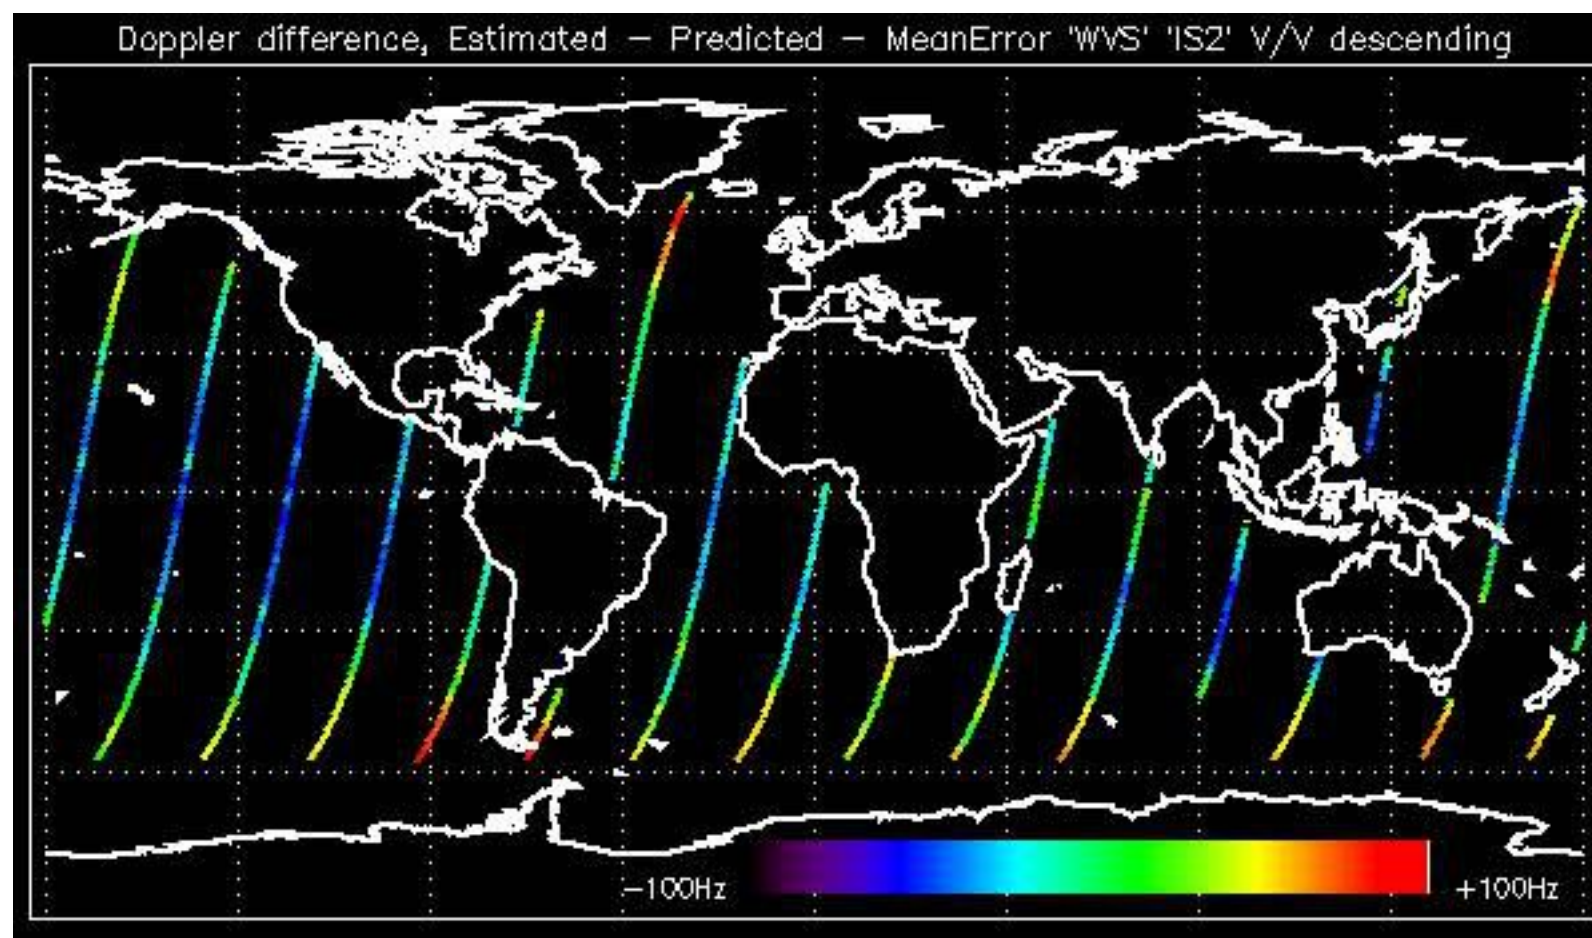 Doppler difference, Estimated – Predicted – MeanError 'WVS' 'IS2' V/V descending
–100Hz +100Hz